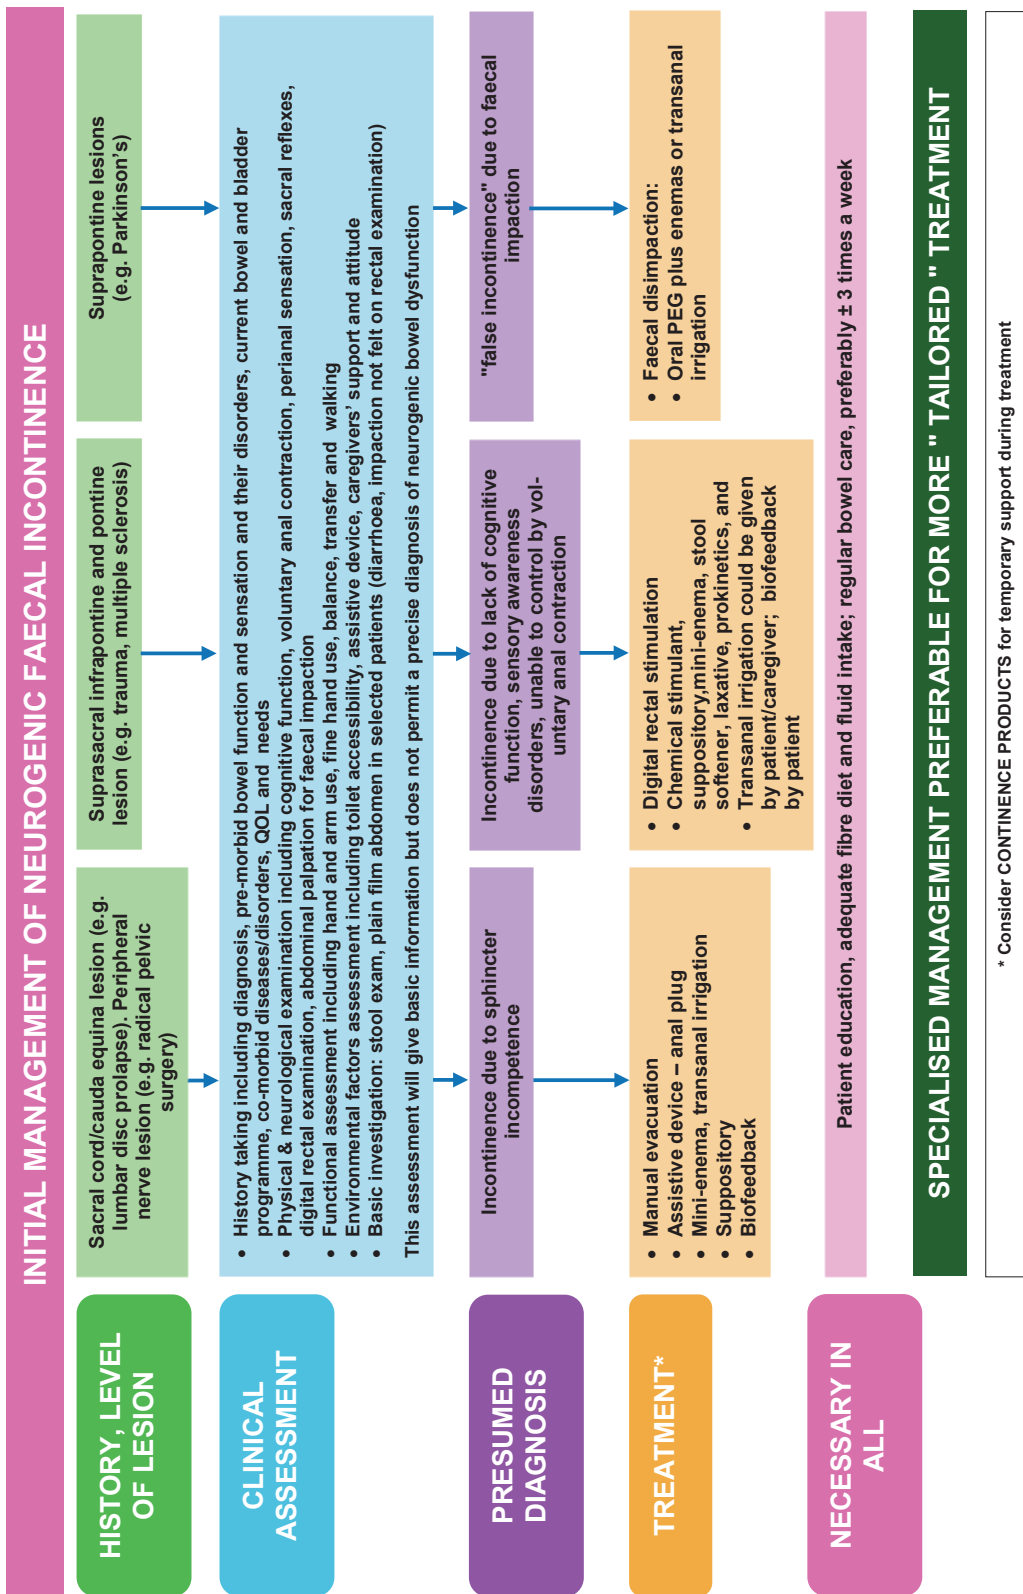 INITIAL MANAGEMENT OF NEUROGENIC FAECAL INCONTINENCE
HISTORY, LEVEL
OF LESION
Sacral cord/cauda equina lesion (e.g.
lumbar disc prolapse). Peripheral
nerve lesion (e.g. radical pelvic
surgery)
Suprasacral infrapontine and pontine
lesion (e.g. trauma, multiple sclerosis)
Suprapontine lesions
(e.g. Parkinson's)
CLINICAL
ASSESSMENT
• History taking including diagnosis, pre-morbid bowel function and sensation and their disorders, current bowel and bladder
programme, co-morbid diseases/disorders, QOL and needs
• Physical & neurological examination including cognitive function, voluntary anal contraction, perianal sensation, sacral reflexes,
digital rectal examination, abdominal palpation for faecal impaction
• Functional assessment including hand and arm use, fine hand use, balance, transfer and walking
• Environmental factors assessment including toilet accessibility, assistive device, caregivers' support and attitude
• Basic investigation: stool exam, plain film abdomen in selected patients (diarrhoea, impaction not felt on rectal examination)
This assessment will give basic information but does not permit a precise diagnosis of neurogenic bowel dysfunction
PRESUMED
DIAGNOSIS
Incontinence due to sphincter
incompetence
Incontinence due to lack of cognitive
function, sensory awareness
disorders, unable to control by vol-
untary anal contraction
"false incontinence" due to faecal
impaction
TREATMENT*
• Manual evacuation
• Assistive device – anal plug
• Mini-enema, transanal irrigation
• Suppository
• Biofeedback
• Digital rectal stimulation
• Chemical stimulant,
suppository,mini-enema, stool
softener, laxative, prokinetics, and
• Transanal irrigation could be given
by patient/caregiver; biofeedback
by patient
• Faecal disimpaction:
• Oral PEG plus enemas or transanal
irrigation
NECESSARY IN
ALL
Patient education, adequate fibre diet and fluid intake; regular bowel care, preferably ± 3 times a week
SPECIALISED MANAGEMENT PREFERABLE FOR MORE " TAILORED " TREATMENT
* Consider CONTINENCE PRODUCTS for temporary support during treatment